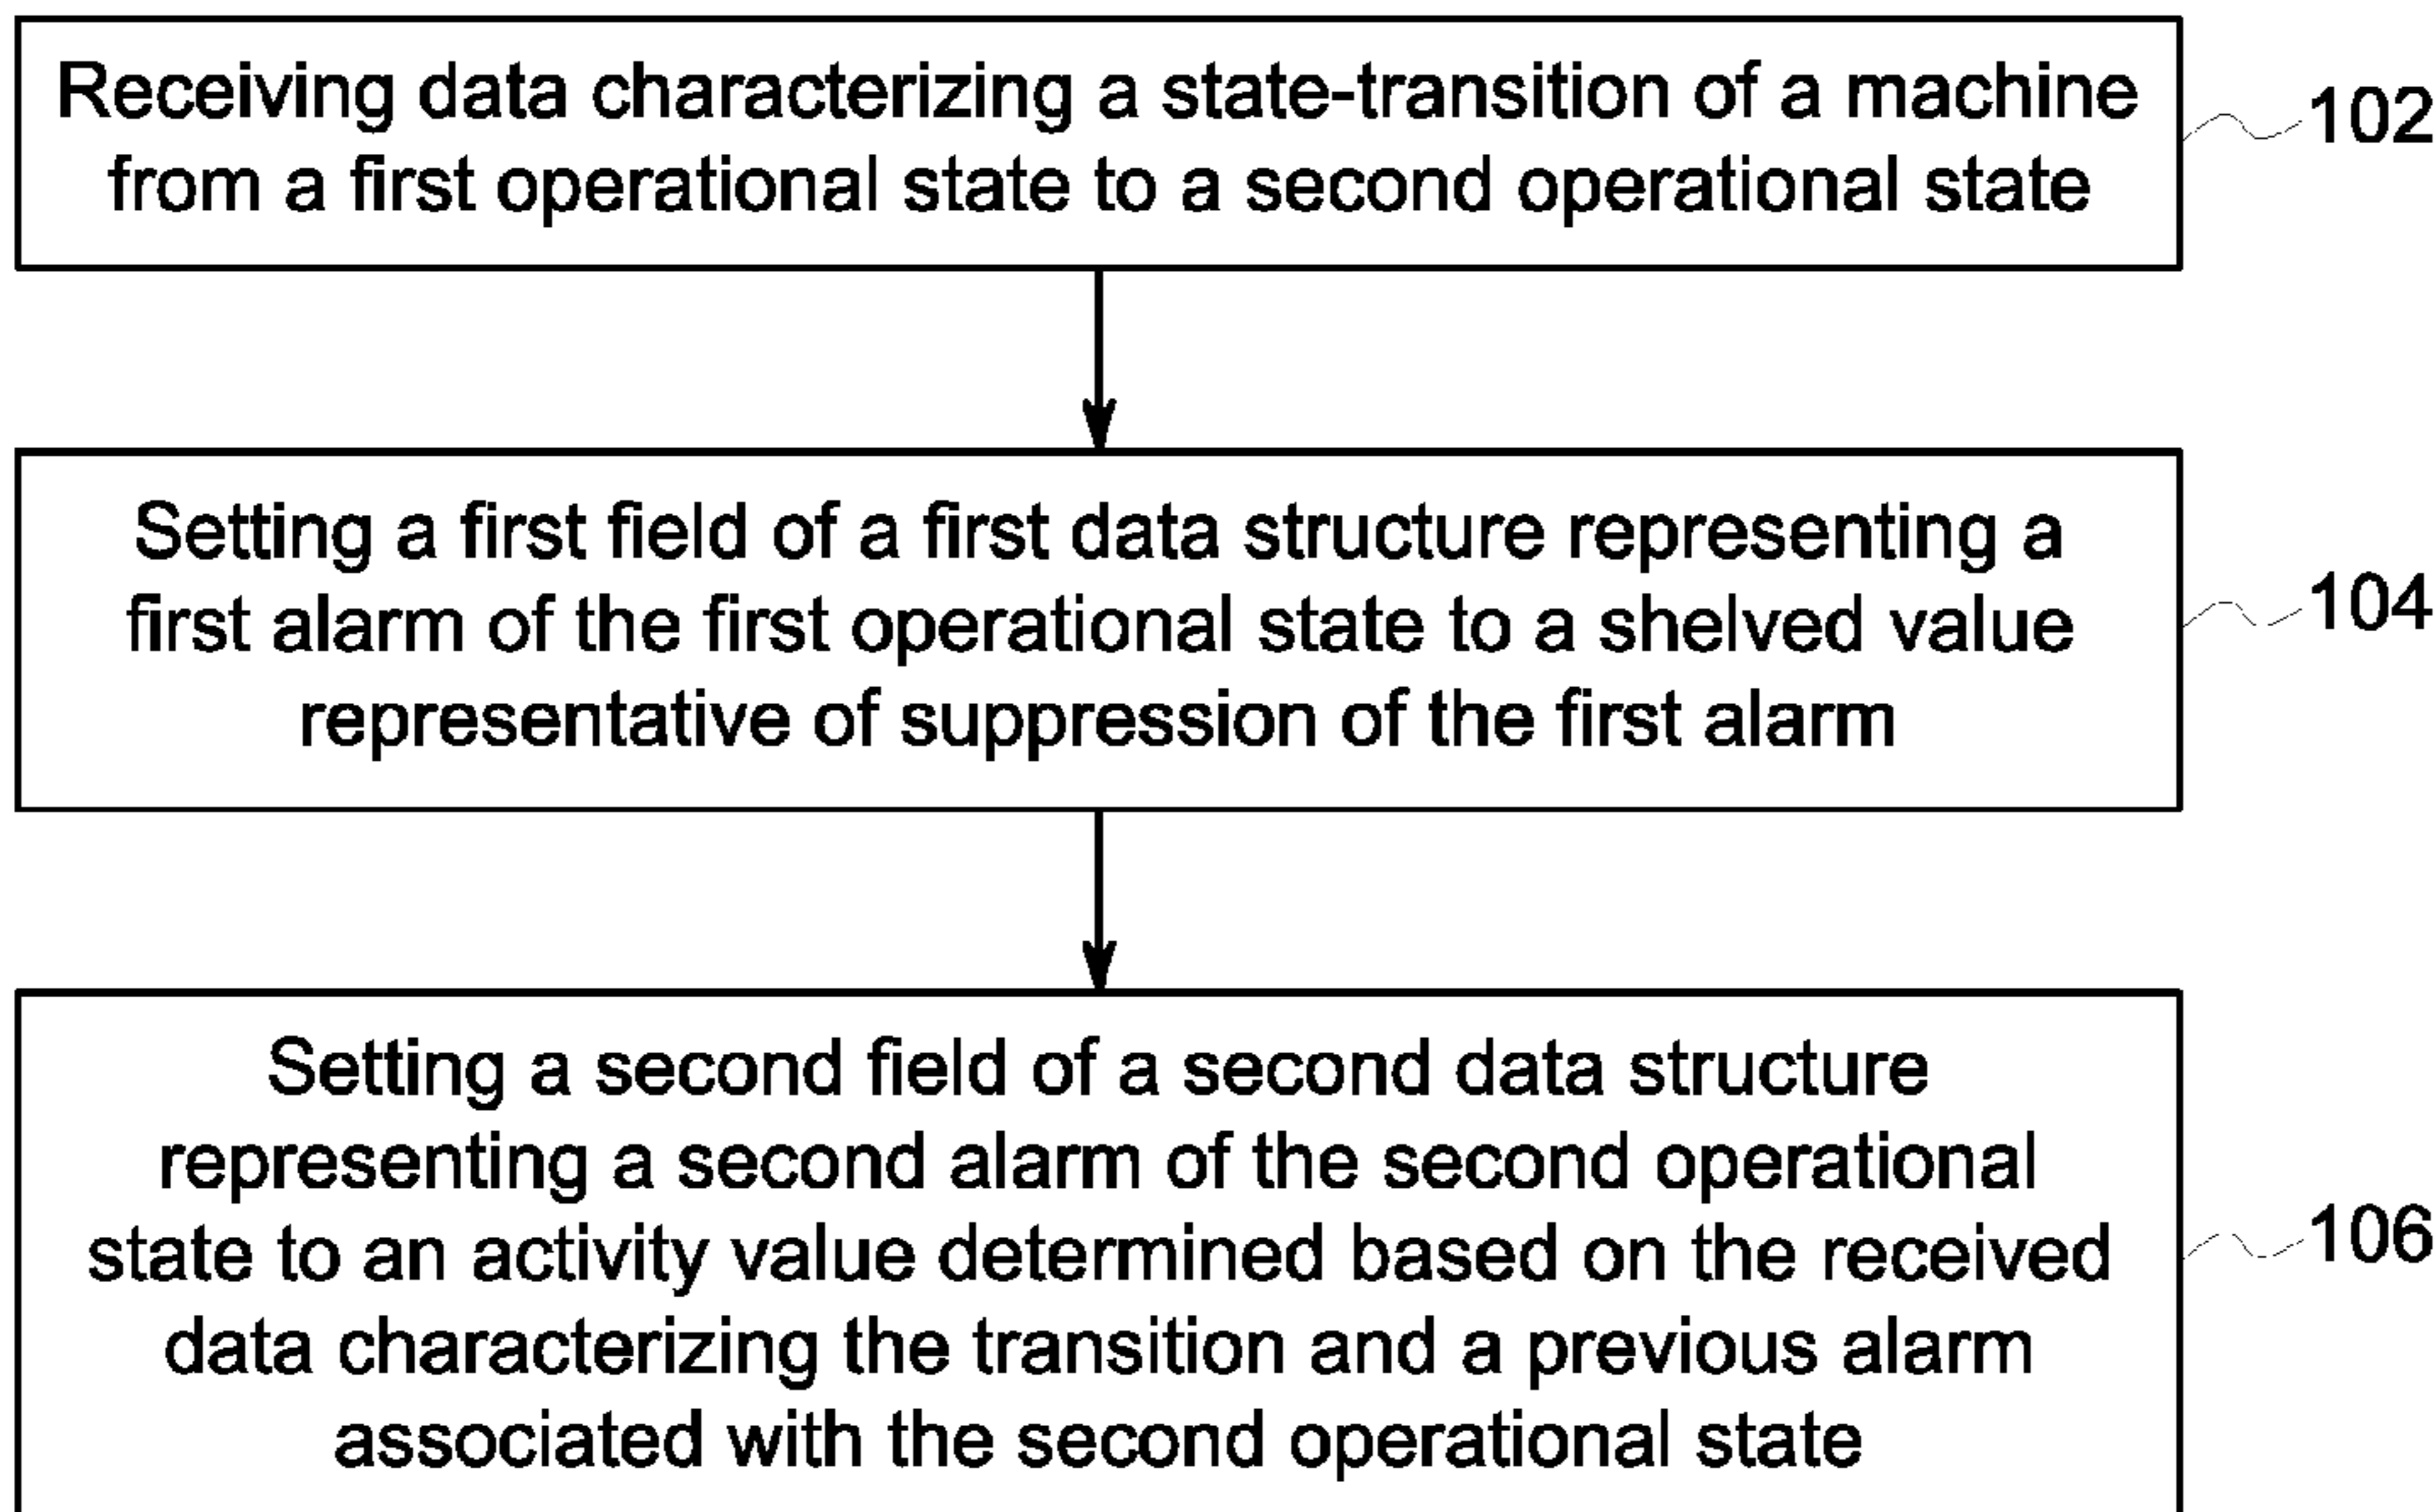 Receiving data characterizing a state-transition of a machine
from a first operational state to a second operational state
102
Setting a first field of a first data structure representing a
first alarm of the first operational state to a shelved value
representative of suppression of the first alarm
104
Setting a second field of a second data structure
representing a second alarm of the second operational
state to an activity value determined based on the received
data characterizing the transition and a previous alarm
associated with the second operational state
106